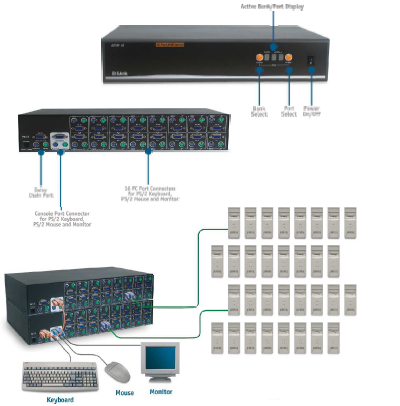 Active Bank/Port Display
D-Link
Bank
Select
Port
Select
Power
On/Off
Daisy
Chain Port
16 PC Port Connectors
for PS/2 Keyboard,
PS/2 Mouse and Monitor
Console Port Connector
for PS/2 Keyboard,
PS/2 Mouse and Monitor
Keyboard
Mouse
Monitor